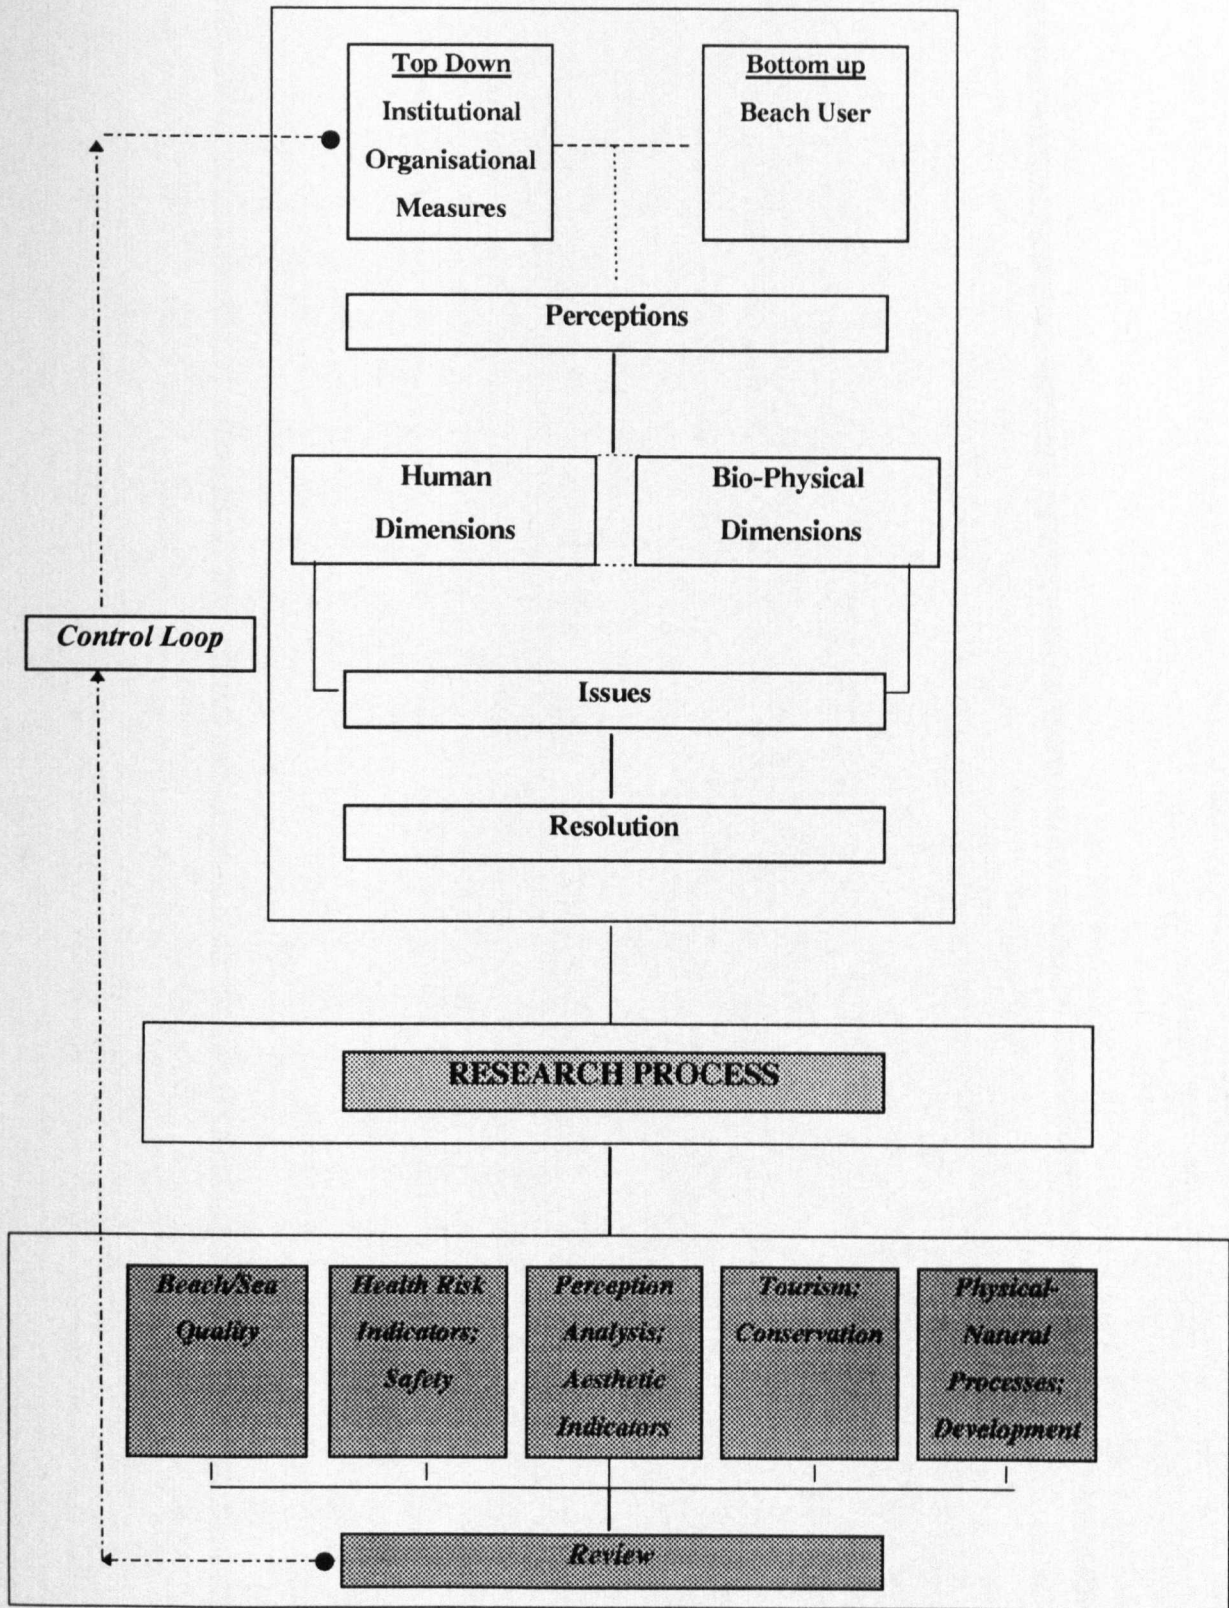 Top Down
Institutional
Organisational
Measures
Bottom up
Beach User
Perceptions
Human
Dimensions
Bio-Physical
Dimensions
Control Loop
Issues
Resolution
RESEARCH PROCESS
Beach/Sea
Quality
Health Risk
Indicators;
Safety
Perception
Analysis;
Aesthetic
Indicators
Tourism;
Conservation
Physical-
Natural
Processes;
Development
Review